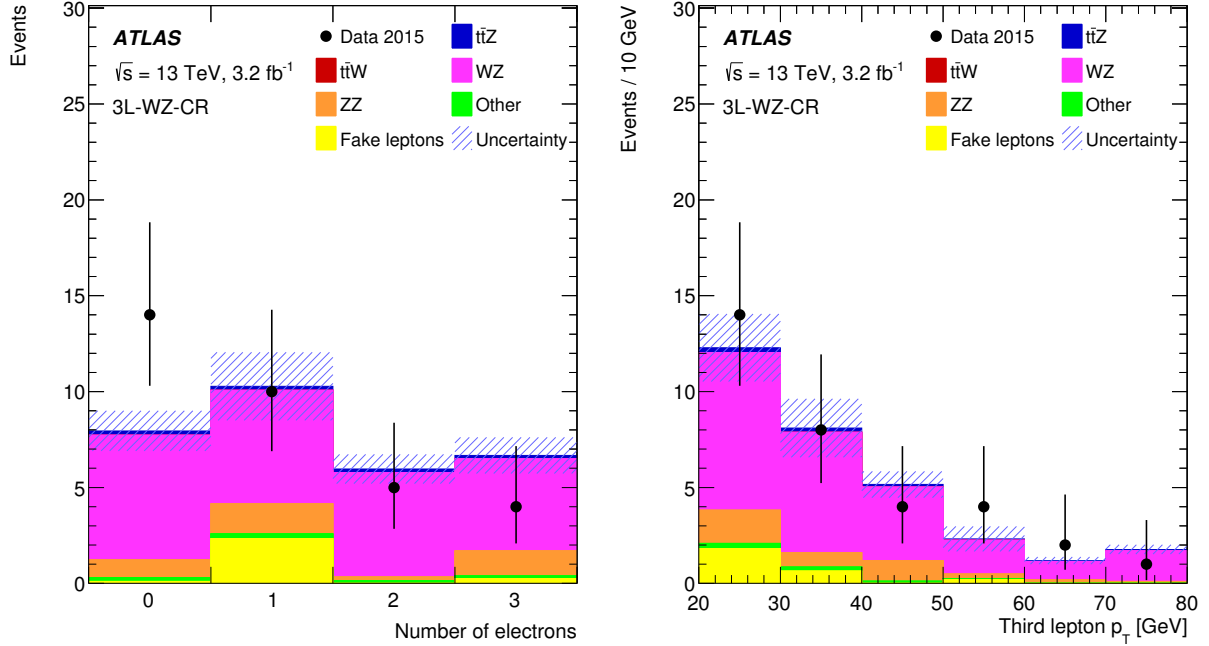 Events
30
25
20
15
10
5
0
ATLAS
√s = 13 TeV, 3.2 fb⁻¹
3L-WZ-CR
Data 2015
tt̄Z
tt̄W
WZ
ZZ
Other
Fake leptons
Uncertainty
0 1 2 3
Number of electrons
Events / 10 GeV
30
25
20
15
10
5
0
ATLAS
√s = 13 TeV, 3.2 fb⁻¹
3L-WZ-CR
Data 2015
tt̄Z
tt̄W
WZ
ZZ
Other
Fake leptons
Uncertainty
20 30 40 50 60 70 80
Third lepton p_T [GeV]